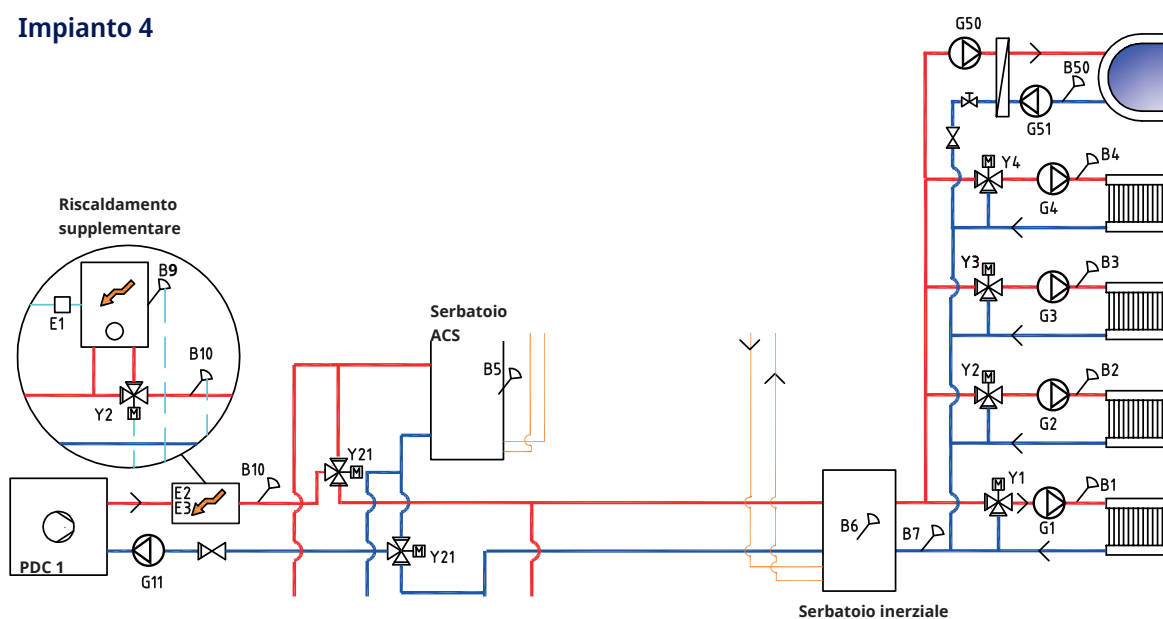 Impianto 4
G50
B50
G51
Y4
B4
G4
Riscaldamento
supplementare
B9
E1
B10
Y2
Y3
B3
G3
Serbatoio
ACS
B5
Y2
B2
G2
Y21
B10
E2
E3
PDC 1
G11
Y21
B6
B7
Y1
B1
G1
Serbatoio inerziale
M
M
M
M
M
M
M